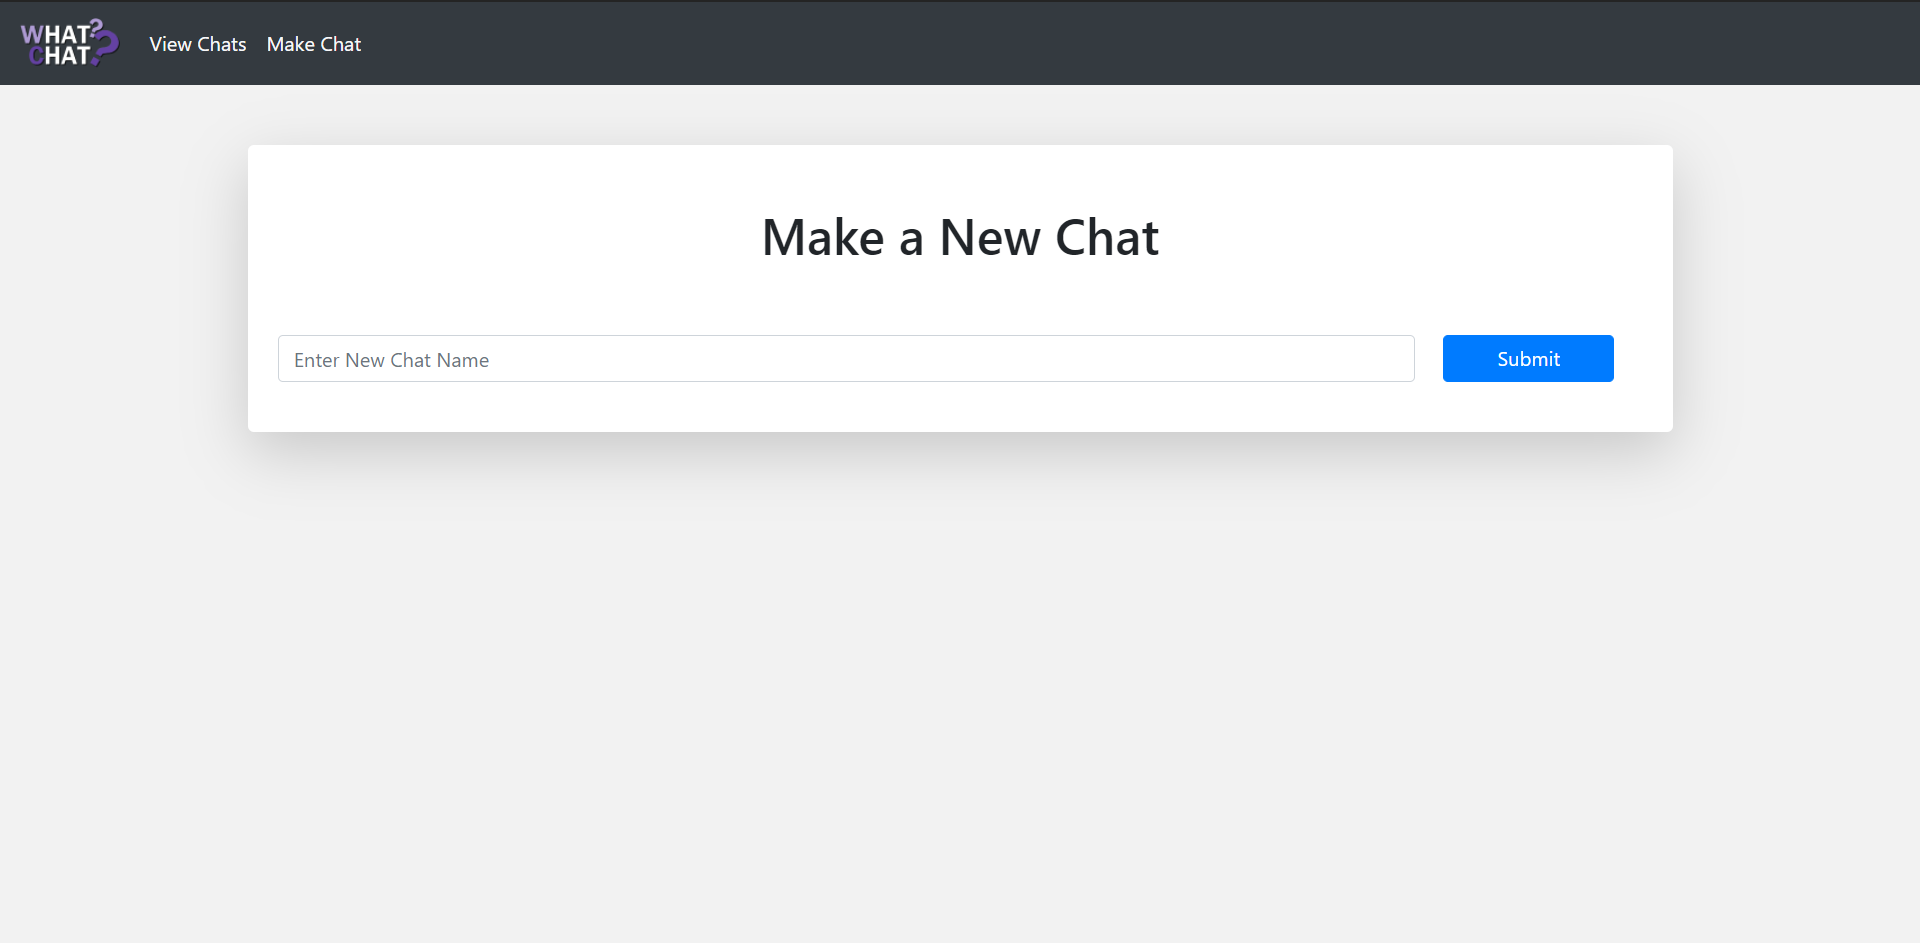 WHAT?
CHAT?
View Chats
Make Chat
Make a New Chat
Enter New Chat Name
Submit